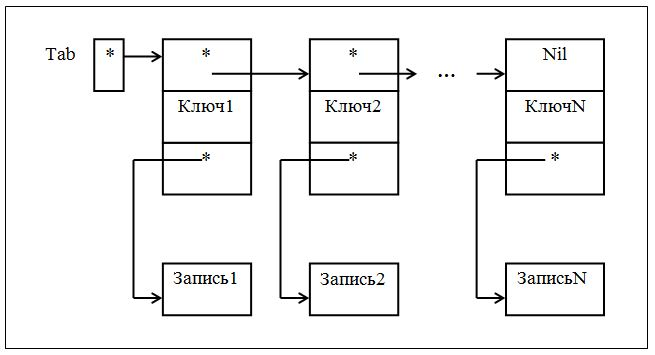 Tab * * * Nil
...
Ключ1 Ключ2 КлючN
* * *
Запись1 Запись2 ЗаписьN